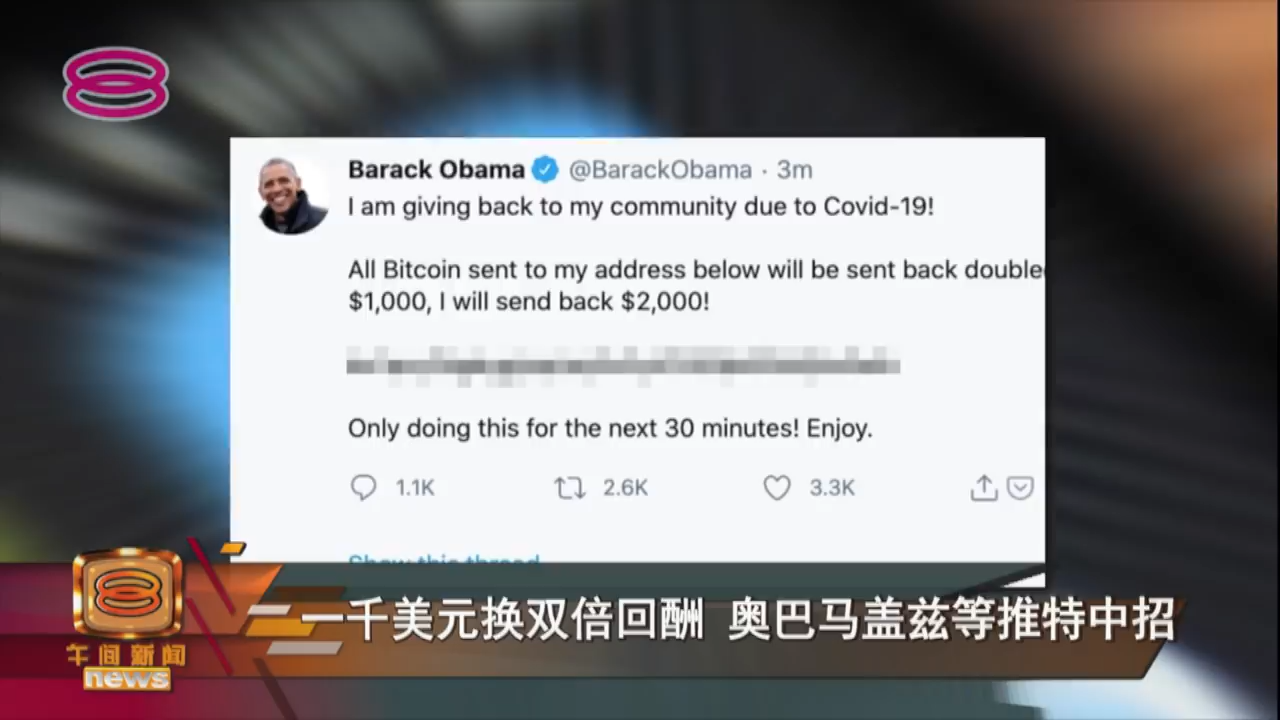 Barack Obama @BarackObama · 3m
I am giving back to my community due to Covid-19!
All Bitcoin sent to my address below will be sent back double
$1,000, I will send back $2,000!
Only doing this for the next 30 minutes! Enjoy.
1.1K 2.6K 3.3K
Show this thread
一千美元换双倍回酬 奥巴马盖兹等推特中招
午间新闻
news